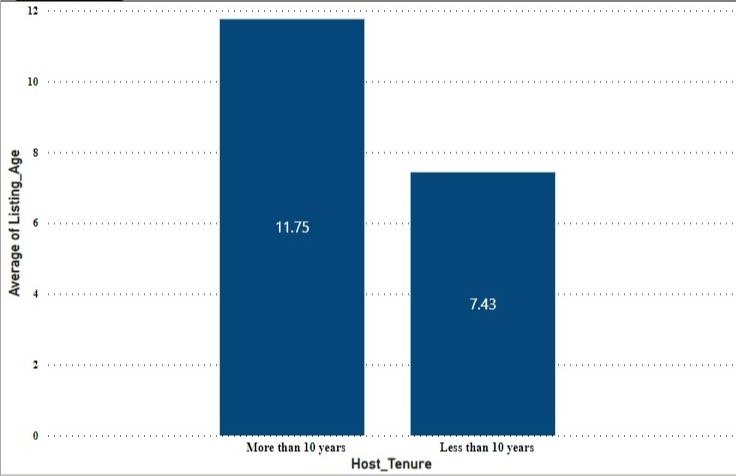 12
10
8
6
4
2
0
Average of Listing_Age
11.75
7.43
More than 10 years
Less than 10 years
Host_Tenure